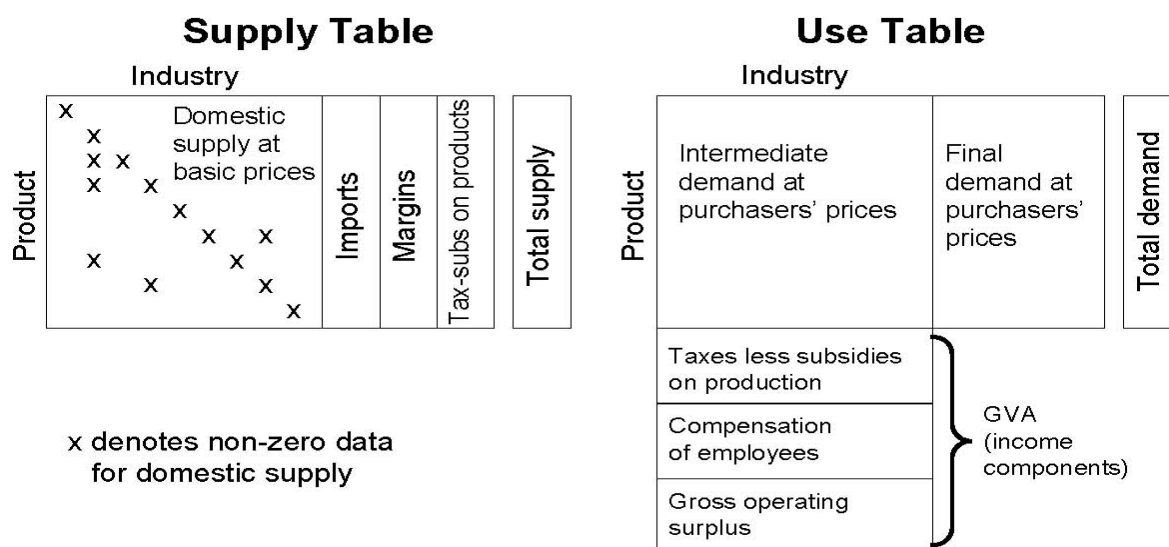 Supply Table
Industry
Product
x
Domestic
x
supply at
x x
basic prices
x x
x
x x
x x
x x
x
Imports
Margins
Tax-subs on products
Total supply
x denotes non-zero data
for domestic supply
Use Table
Industry
Product
Intermediate
demand at
purchasers' prices
Final
demand at
purchasers'
prices
Total demand
Taxes less subsidies
on production
Compensation
of employees
Gross operating
surplus
GVA
(income
components)